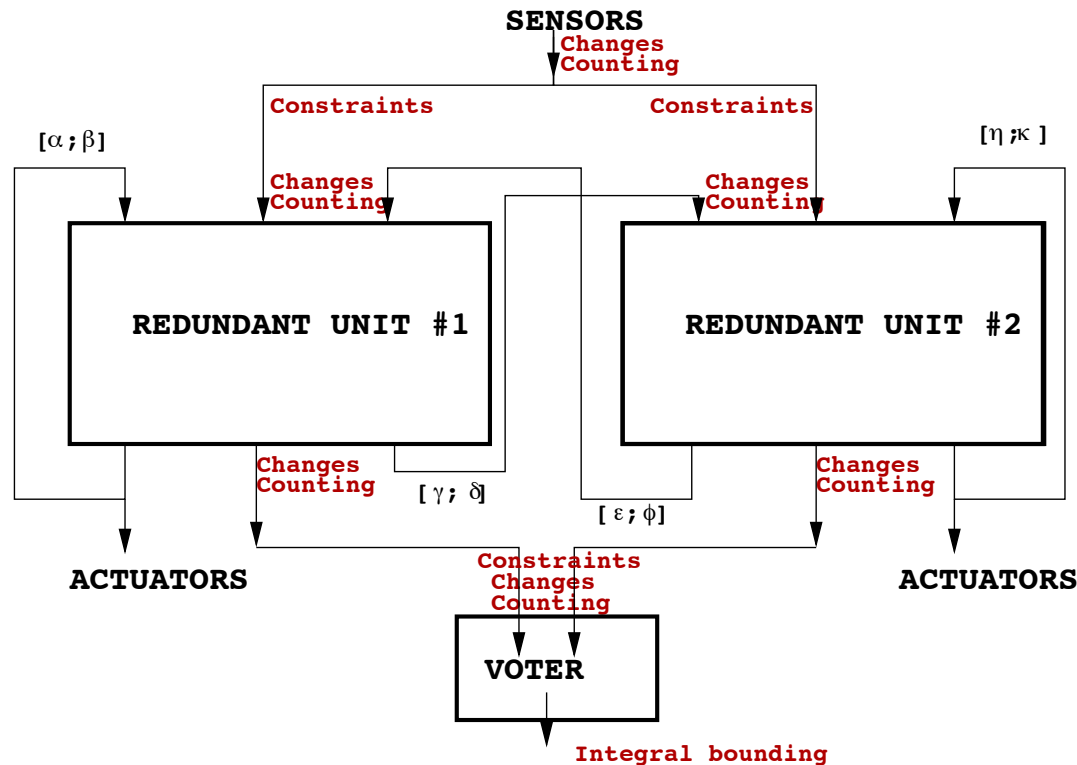 SENSORS
Changes
Counting
Constraints
Constraints
[α;β]
[η;κ ]
Changes
Counting
Changes
Counting
REDUNDANT UNIT #1
REDUNDANT UNIT #2
Changes
Counting
Changes
Counting
[ γ; δ]
[ ε;ϕ]
ACTUATORS
ACTUATORS
Constraints
Changes
Counting
VOTER
Integral bounding